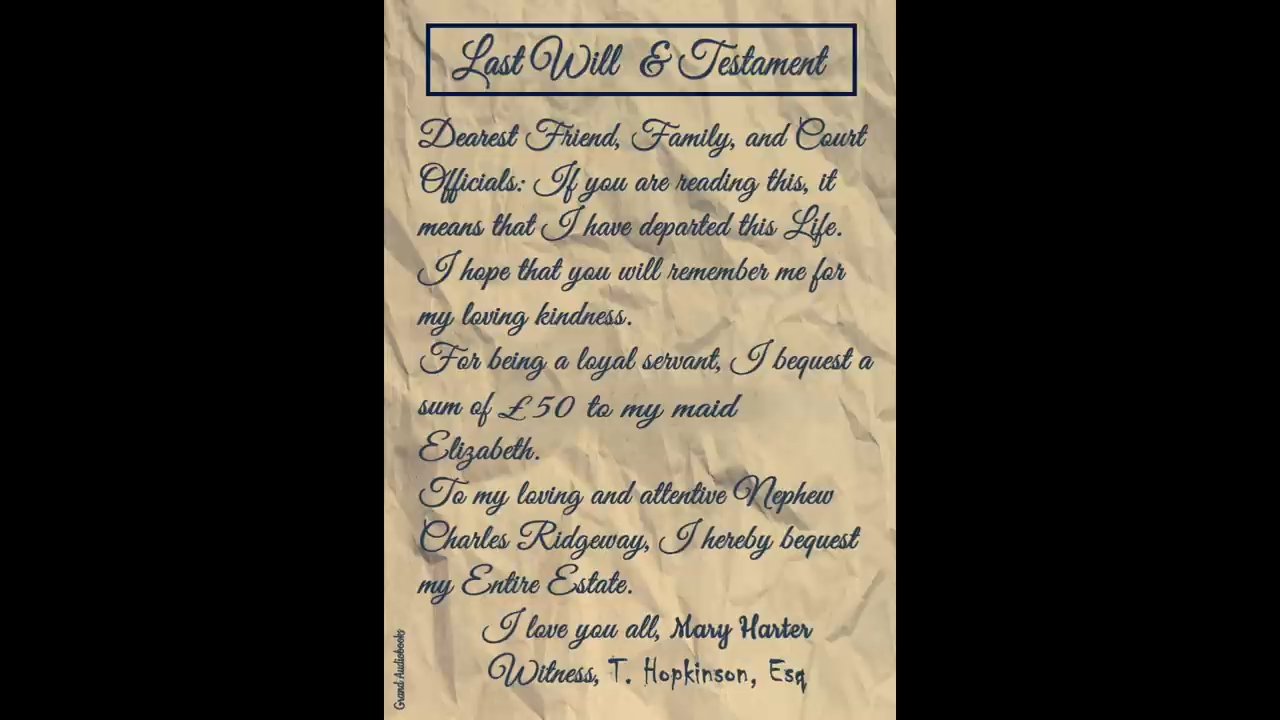 Last Will & Testament
Dearest Friend, Family, and Court
Officials: If you are reading this, it
means that I have departed this Life.
I hope that you will remember me for
my loving kindness.
For being a loyal servant, I bequest a
sum of £50 to my maid
Elizabeth.
To my loving and attentive Nephew
Charles Ridgeway, I hereby bequest
my Entire Estate.
I love you all, Mary Harter
Witness, T. Hopkinson, Esq
Grand Audiobooks